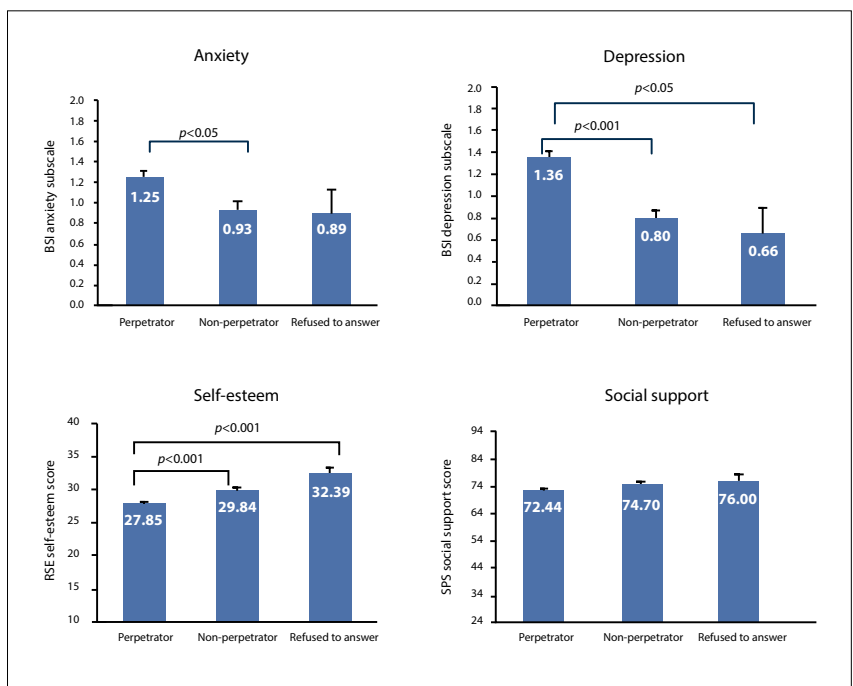 Anxiety
BSI anxiety subscale
2.0
1.8
1.6
1.4
1.2
1.0
0.8
0.6
0.4
0.2
0.0
p<0.05
1.25
0.93
0.89
Perpetrator Non-perpetrator Refused to answer
Depression
BSI depression subscale
2.0
1.8
1.6
1.4
1.2
1.0
0.8
0.6
0.4
0.2
0.0
p<0.05
p<0.001
1.36
0.80
0.66
Perpetrator Non-perpetrator Refused to answer
Self-esteem
RSE self-esteem score
40
35
30
25
20
15
10
p<0.001
p<0.001
27.85
29.84
32.39
Perpetrator Non-perpetrator Refused to answer
Social support
SPS social support score
94
84
74
64
54
44
34
24
72.44
74.70
76.00
Perpetrator Non-perpetrator Refused to answer